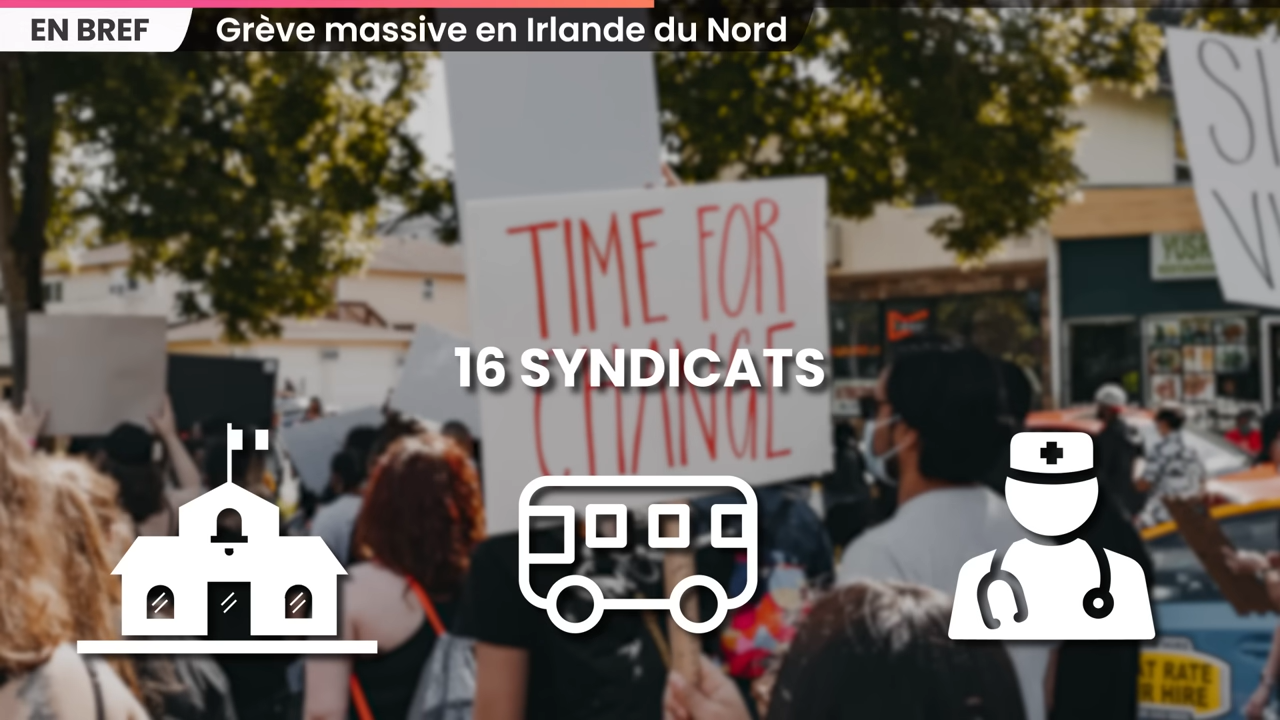 EN BREF
Grève massive en Irlande du Nord
TIME FOR
CHANGE
16 SYNDICATS